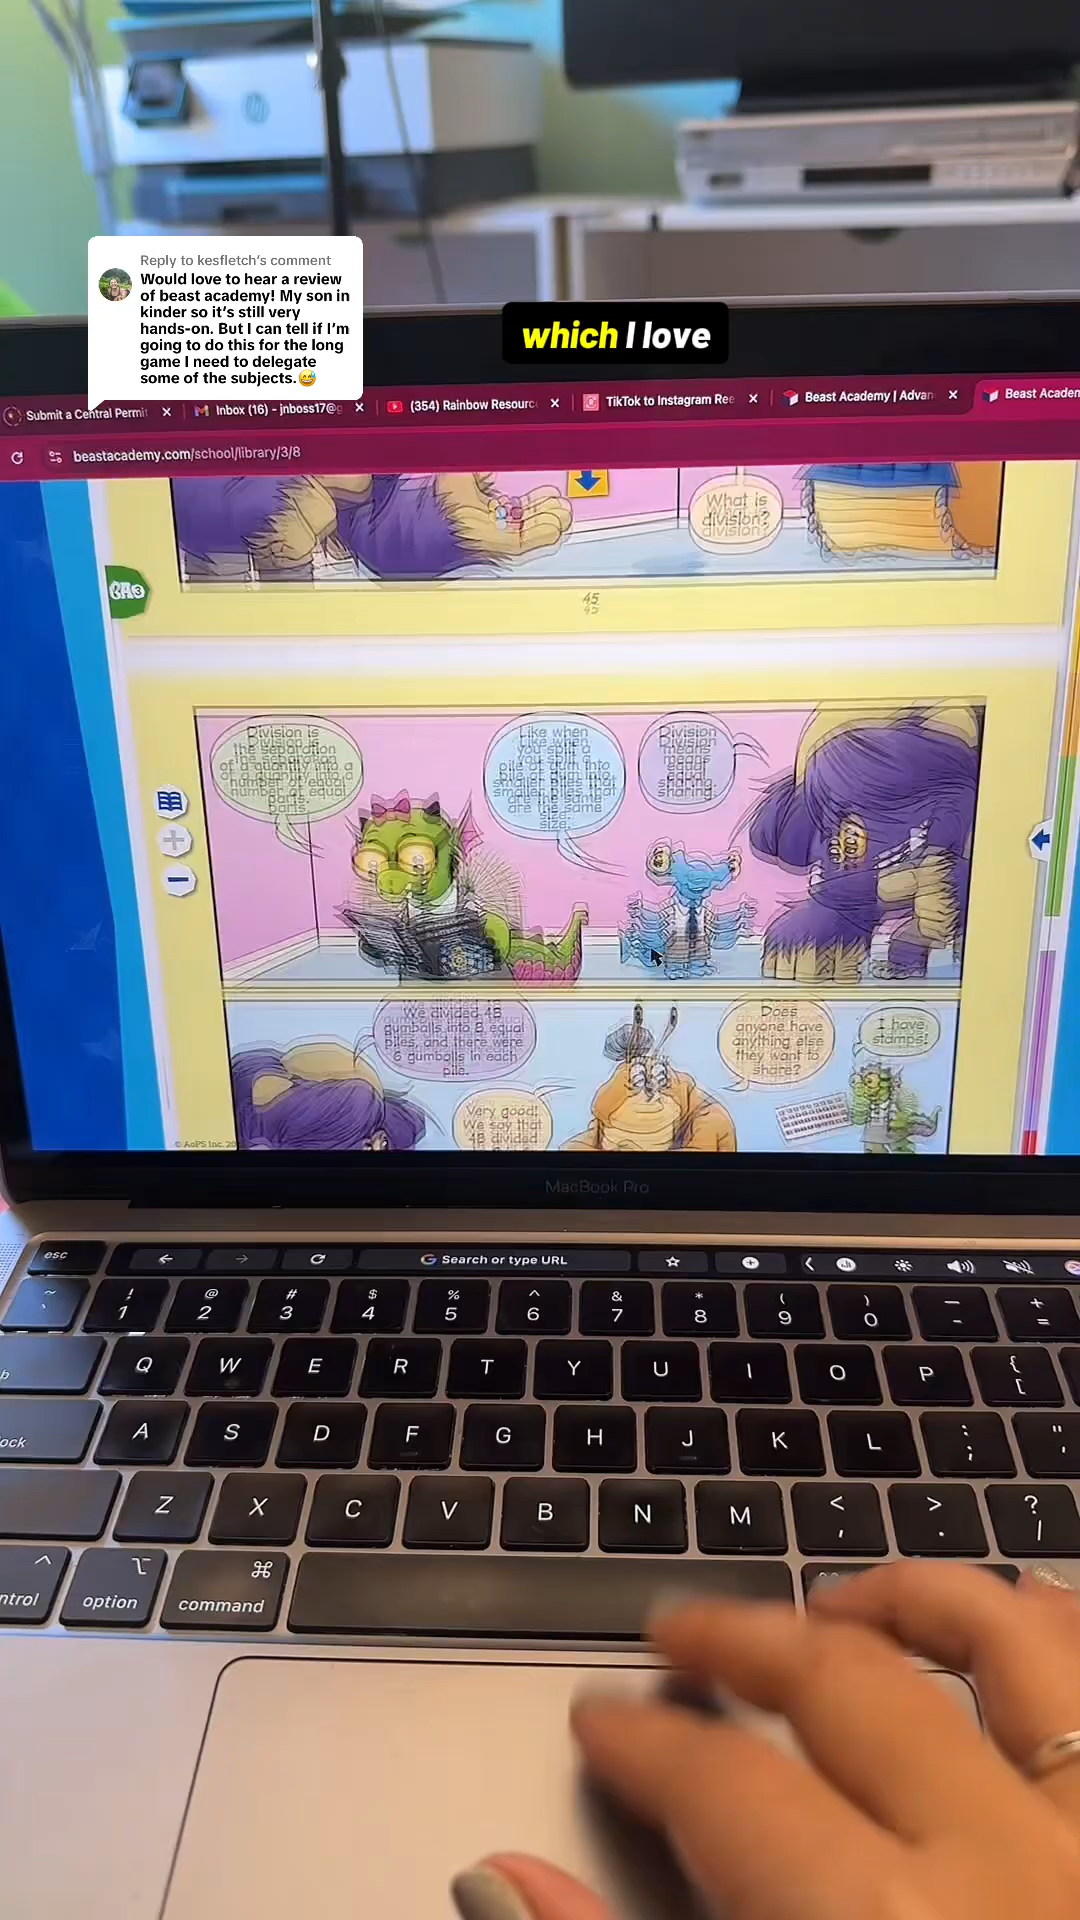 Reply to kesfletch's comment
Would love to hear a review
of beast academy! My son in
kinder so it's still very
hands-on. But I can tell if I'm
going to do this for the long
game I need to delegate
some of the subjects.😅
which I love
Submit a Central Permit
Inbox (16) - jnboss17@g
(354) Rainbow Resourc
TikTok to Instagram Ree
Beast Academy | Advan
Beast Academ
beastacademy.com/school/library/3/8
What is
division?
BA3
45
Division is
the separation
of a quantity into a
number of equal
parts.
Like when
you split a
pile of gum into
smaller piles that
are the same
size.
Division
means
equal
sharing.
We divided 48
gumballs into 8 equal
piles, and there were
6 gumballs in each
pile.
Very good!
We say that
48 divided
Does
anyone have
anything else
they want to
share?
I have
stamps!
© AoPS Inc. 20
MacBook Pro
esc
Search or type URL
~ ! @ # $ % ^ & * ( ) — +
` 1 2 3 4 5 6 7 8 9 0 - =
b Q W E R T Y U I O P { [
ock A S D F G H J K L : ; " '
Z X C V B N M < , > . ? /
^ ⌥ ⌘
ntrol option command